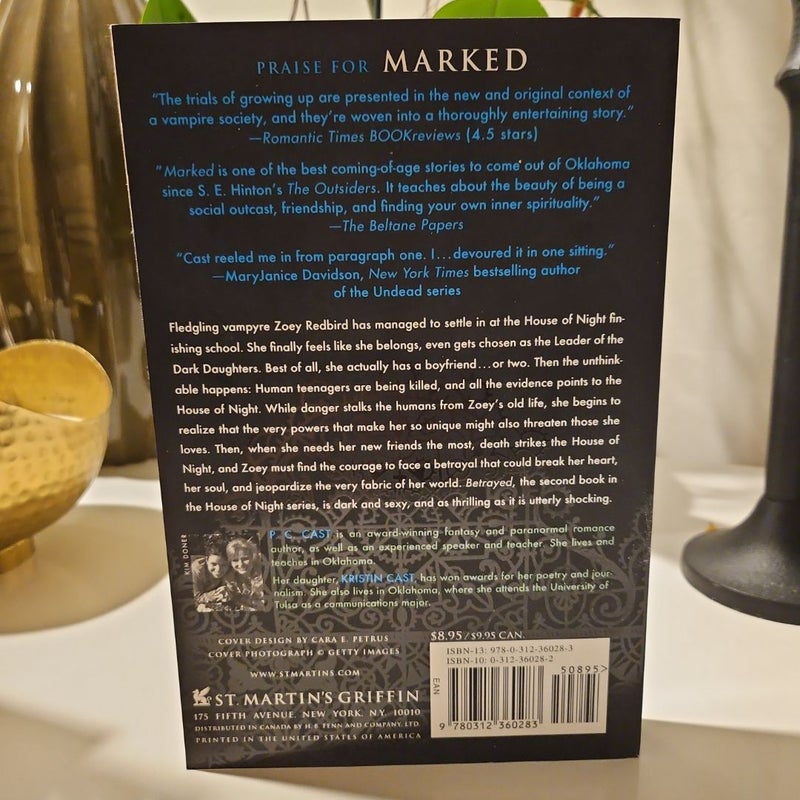 PRAISE FOR MARKED
"The trials of growing up are presented in the new and original context of
a vampire society, and they're woven into a thoroughly entertaining story."
—Romantic Times BOOKreviews (4.5 stars)
"Marked is one of the best coming-of-age stories to come out of Oklahoma
since S. E. Hinton's The Outsiders. It teaches about the beauty of being a
social outcast, friendship, and finding your own inner spirituality."
—The Beltane Papers
"Cast reeled me in from paragraph one. I...devoured it in one sitting."
—MaryJanice Davidson, New York Times bestselling author
of the Undead series
Fledgling vampyre Zoey Redbird has managed to settle in at the House of Night fin-
ishing school. She finally feels like she belongs, even gets chosen as the Leader of the
Dark Daughters. Best of all, she actually has a boyfriend...or two. Then the unthink-
able happens: Human teenagers are being killed, and all the evidence points to the
House of Night. While danger stalks the humans from Zoey's old life, she begins to
realize that the very powers that make her so unique might also threaten those she
loves. Then, when she needs her new friends the most, death strikes the House of
Night, and Zoey must find the courage to face a betrayal that could break her heart,
her soul, and jeopardize the very fabric of her world. Betrayed, the second book in
the House of Night series, is dark and sexy, and as thrilling as it is utterly shocking.
KIM DONER
P. C. CAST is an award-winning fantasy and paranormal romance
author, as well as an experienced speaker and teacher. She lives and
teaches in Oklahoma.
Her daughter, KRISTIN CAST, has won awards for her poetry and jour-
nalism. She also lives in Oklahoma, where she attends the University of
Tulsa as a communications major.
COVER DESIGN BY CARA E. PETRUS
COVER PHOTOGRAPH © GETTY IMAGES
WWW.STMARTINS.COM
ST. MARTIN'S GRIFFIN
175 FIFTH AVENUE, NEW YORK, N.Y. 10010
DISTRIBUTED IN CANADA BY H. B. FENN AND COMPANY, LTD.
PRINTED IN THE UNITED STATES OF AMERICA
$8.95/$9.95 CAN.
ISBN-13: 978-0-312-36028-3
ISBN-10: 0-312-36028-2
50895>
EAN
9 780312 360283